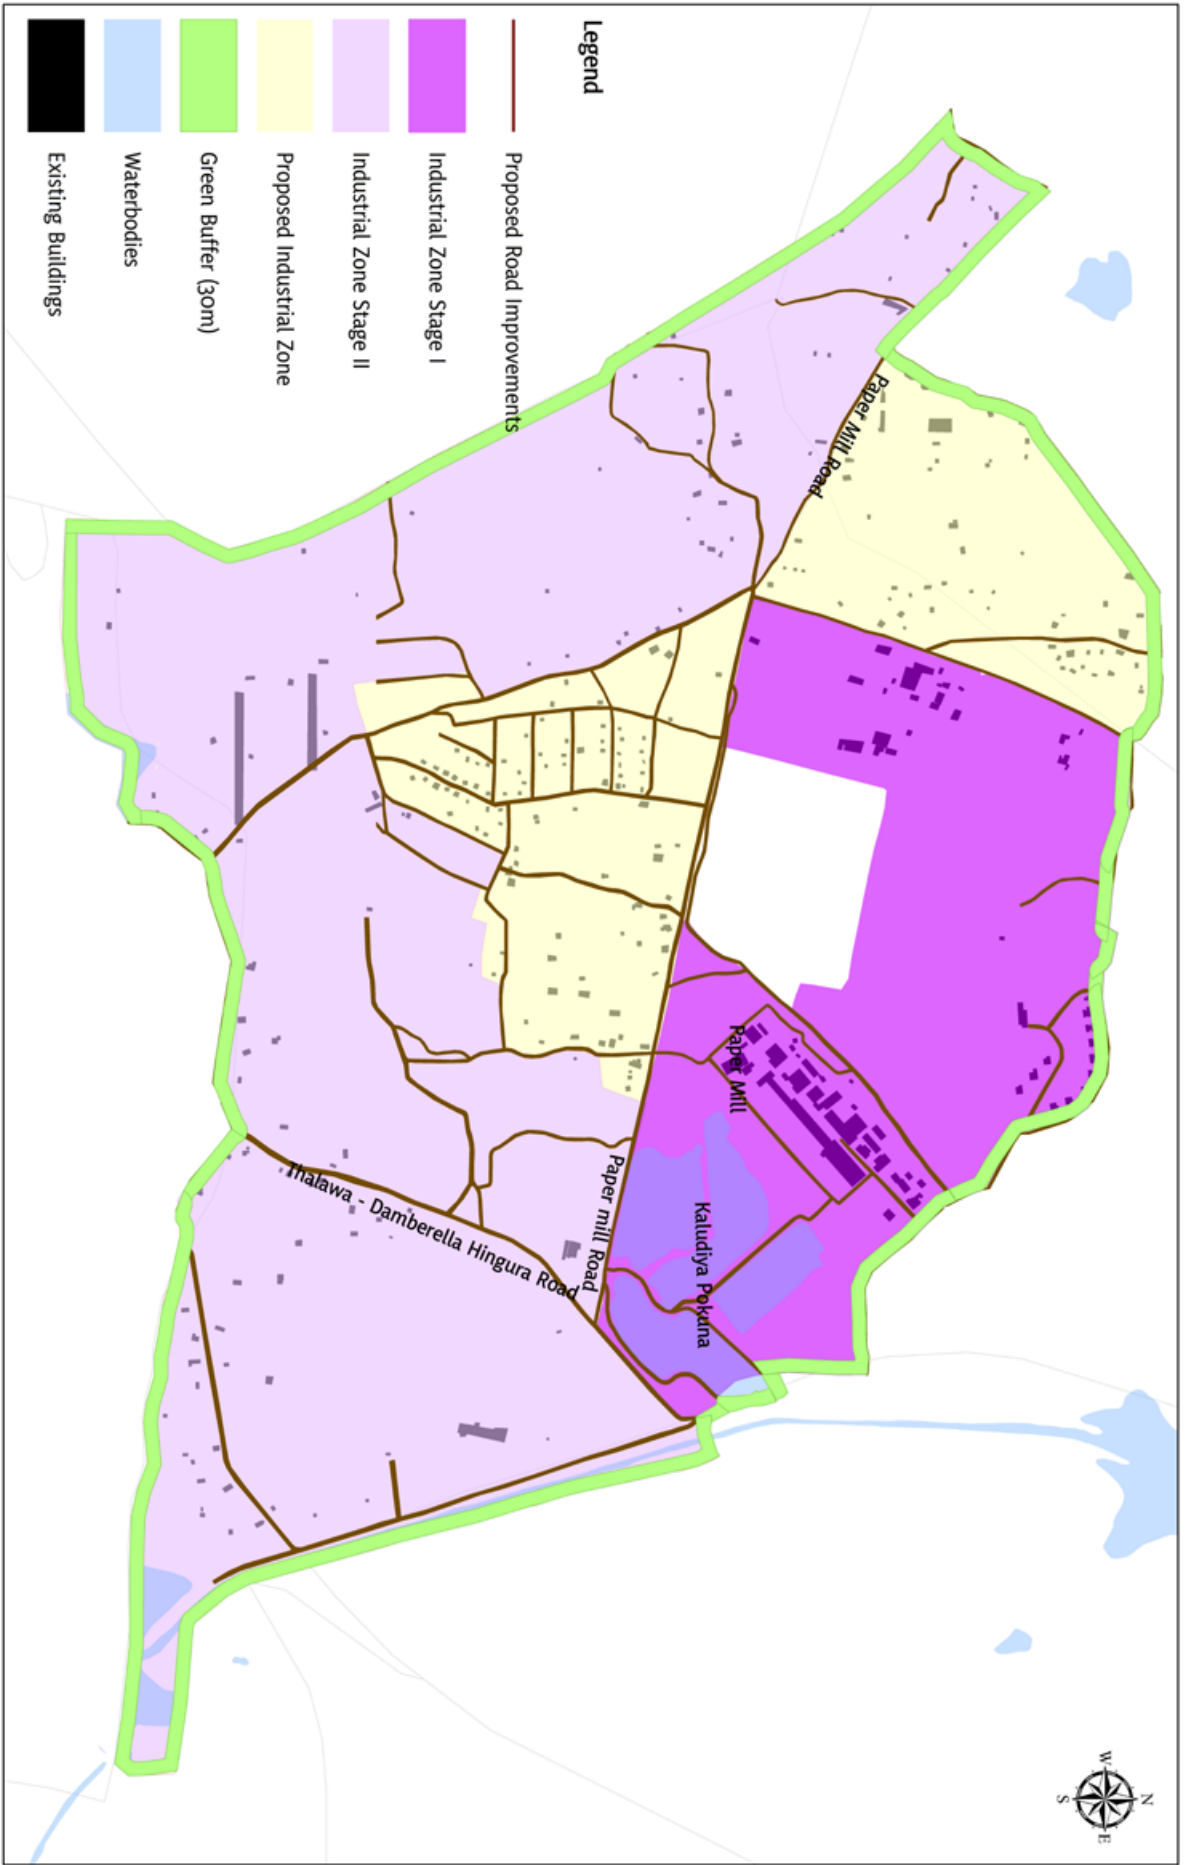 Legend
Proposed Road Improvements
Industrial Zone Stage I
Industrial Zone Stage II
Proposed Industrial Zone
Green Buffer (30m)
Waterbodies
Existing Buildings
Paper Mill Road
Paper Mill
Kaludiya Pokuna
Paper mill Road
Thalawa - Damberella Hingura Road
N
W
E
S